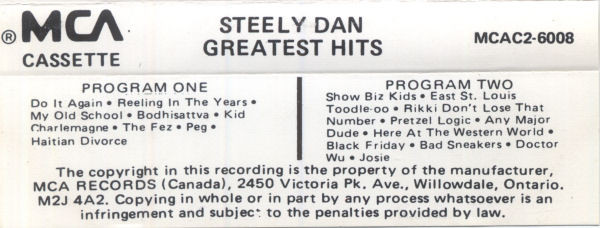 ® MCA
CASSETTE
STEELY DAN
GREATEST HITS
MCAC2-6008
PROGRAM ONE
Do It Again • Reeling In The Years •
My Old School • Bodhisattva • Kid
Charlemagne • The Fez • Peg •
Haitian Divorce
PROGRAM TWO
Show Biz Kids • East St. Louis
Toodle-oo • Rikki Don't Lose That
Number • Pretzel Logic • Any Major
Dude • Here At The Western World •
Black Friday • Bad Sneakers • Doctor
Wu • Josie
The copyright in this recording is the property of the manufacturer,
MCA RECORDS (Canada), 2450 Victoria Pk. Ave., Willowdale, Ontario.
M2J 4A2. Copying in whole or in part by any process whatsoever is an
infringement and subject to the penalties provided by law.